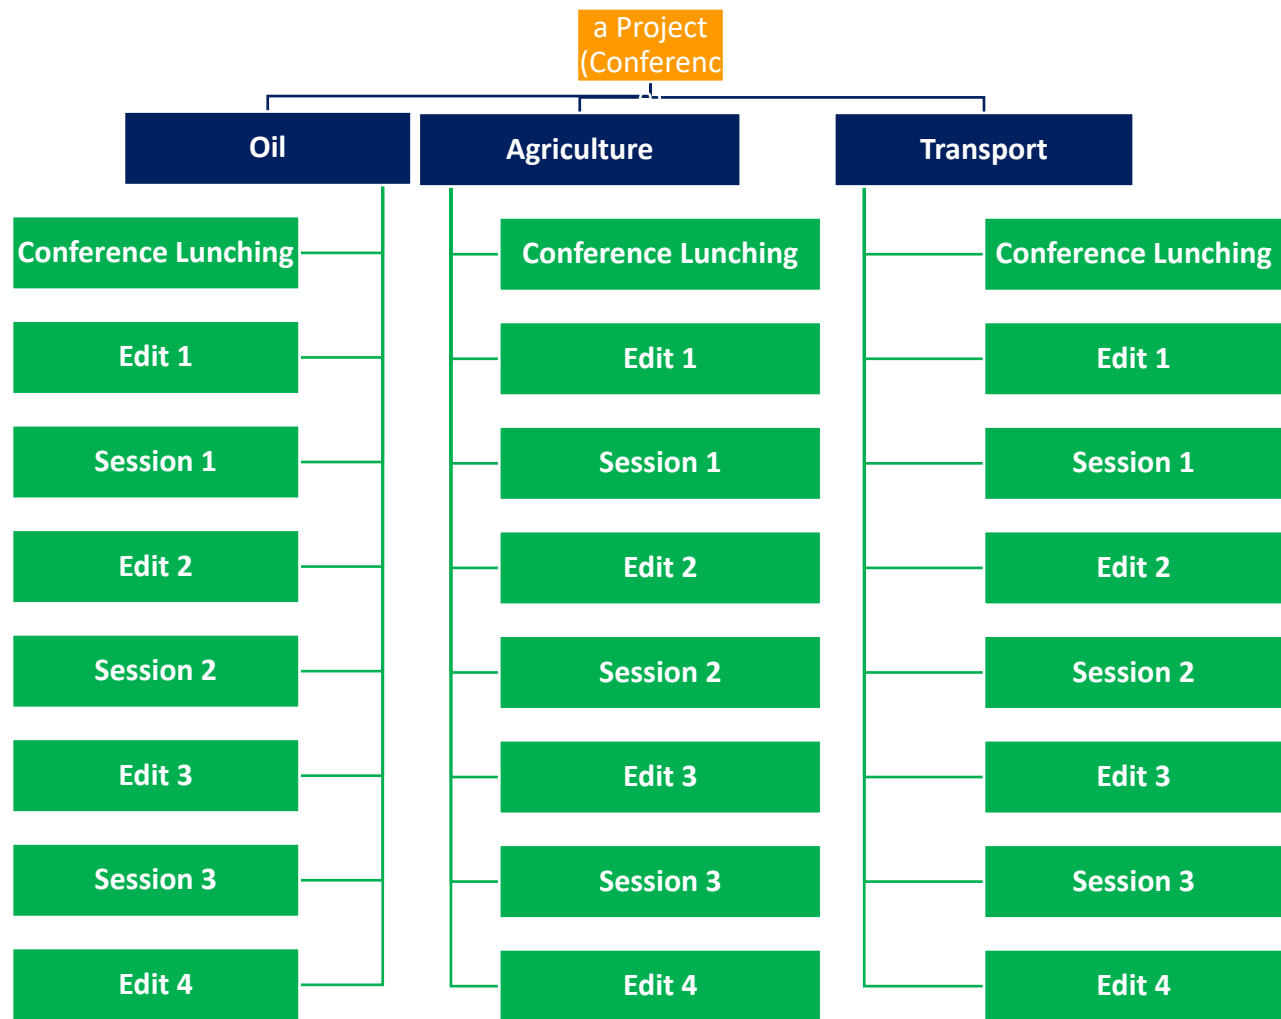 a Project
(Conferenc
Oil
Agriculture
Transport
Conference Lunching
Conference Lunching
Conference Lunching
Edit 1
Edit 1
Edit 1
Session 1
Session 1
Session 1
Edit 2
Edit 2
Edit 2
Session 2
Session 2
Session 2
Edit 3
Edit 3
Edit 3
Session 3
Session 3
Session 3
Edit 4
Edit 4
Edit 4